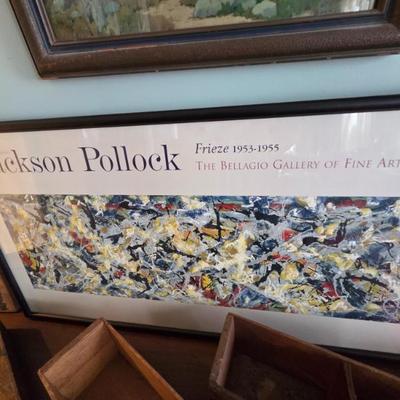 ackson Pollock
Frieze 1953-1955
THE BELLAGIO GALLERY OF FINE ART